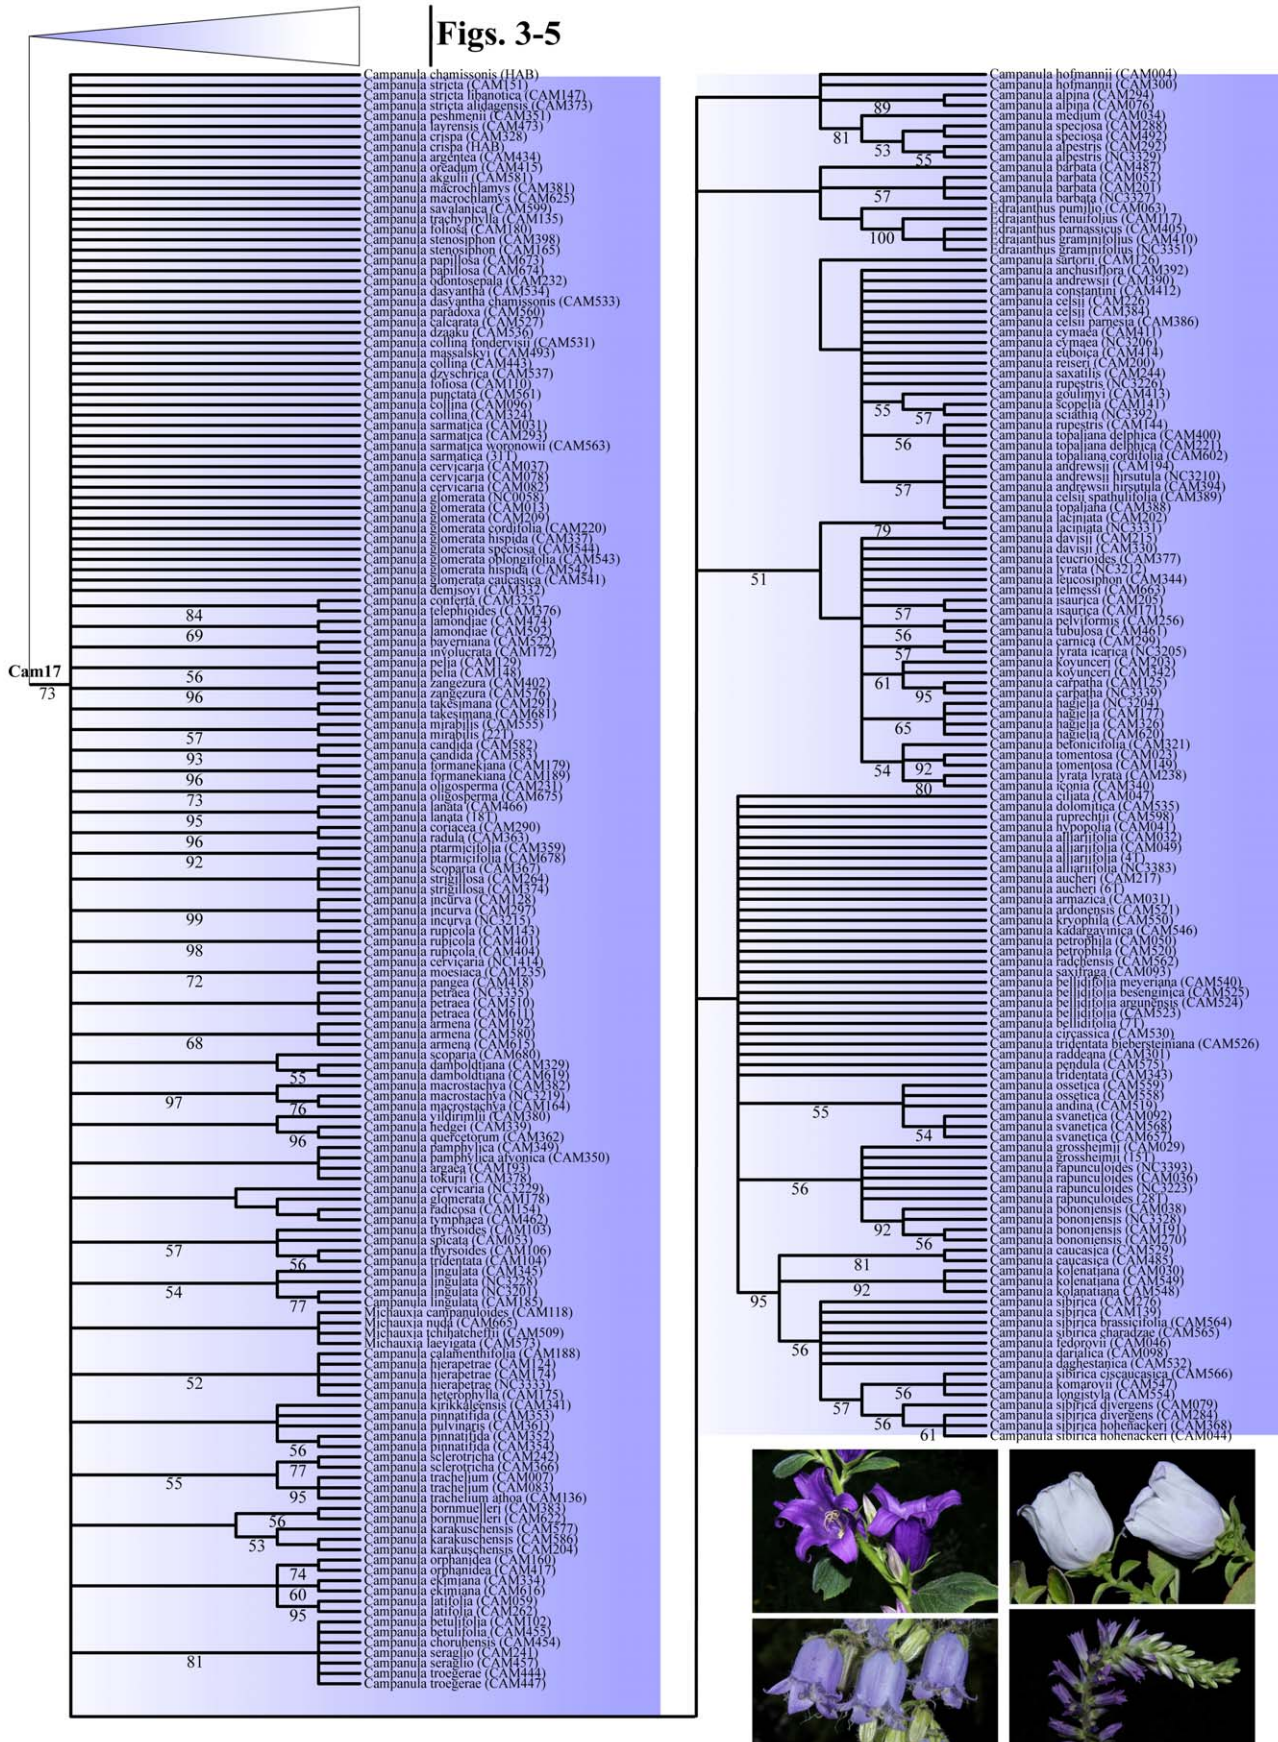 Figs. 3-5
Campanula chamissonis (HAB)
Campanula stricta (CAM151)
Campanula stricta libanotica (CAM147)
Campanula stricta alidagensis (CAM373)
Campanula peshmenii (CAM351)
Campanula layrensis (CAM473)
Campanula crispa (CAM328)
Campanula crispa (HAB)
Campanula argentea (CAM434)
Campanula oreadum (CAM415)
Campanula akgulii (CAM581)
Campanula macrochlamys (CAM381)
Campanula macrochlamys (CAM625)
Campanula savalanica (CAM599)
Campanula trachyphylla (CAM135)
Campanula foliosa (CAM180)
Campanula stenosiphon (CAM398)
Campanula stenosiphon (CAM165)
Campanula papillosa (CAM673)
Campanula papillosa (CAM674)
Campanula odontosepala (CAM232)
Campanula dasyantha (CAM534)
Campanula dasyantha chamissonis (CAM533)
Campanula paradoxa (CAM560)
Campanula calcarata (CAM527)
Campanula dzaaku (CAM536)
Campanula collina fondervisii (CAM531)
Campanula massalskyi (CAM493)
Campanula collina (CAM443)
Campanula dzyschrica (CAM537)
Campanula foliosa (CAM110)
Campanula punctata (CAM561)
Campanula collina (CAM096)
Campanula collina (CAM324)
Campanula sarmatica (CAM031)
Campanula sarmatica (CAM293)
Campanula sarmatica woronowii (CAM563)
Campanula sarmatica (31T)
Campanula cervicaria (CAM037)
Campanula cervicaria (CAM078)
Campanula cervicaria (CAM082)
Campanula glomerata (NC0058)
Campanula glomerata (CAM013)
Campanula glomerata (CAM209)
Campanula glomerata cordifolia (CAM220)
Campanula glomerata hispida (CAM337)
Campanula glomerata speciosa (CAM544)
Campanula glomerata oblongifolia (CAM543)
Campanula glomerata hispida (CAM542)
Campanula glomerata caucasica (CAM541)
Campanula demisoyi (CAM332)
Campanula conferta (CAM325)
84
Campanula telephioides (CAM376)
Campanula lamondiae (CAM474)
69
Campanula lamondiae (CAM592)
Campanula bayerniana (CAM522)
Campanula involucrata (CAM172)
Campanula pelia (CAM129)
56
Campanula pelia (CAM148)
Campanula zangezura (CAM402)
96
Campanula zangezura (CAM576)
Cam17
73
Campanula takesimana (CAM291)
Campanula takesimana (CAM681)
Campanula mirabilis (CAM555)
57
Campanula mirabilis (22T)
Campanula candida (CAM582)
93
Campanula candida (CAM583)
Campanula formanekiana (CAM179)
96
Campanula formanekiana (CAM189)
Campanula oligosperma (CAM231)
73
Campanula oligosperma (CAM675)
Campanula lanata (CAM466)
95
Campanula lanata (18T)
Campanula coriacea (CAM290)
96
Campanula radula (CAM363)
Campanula ptarmicifolia (CAM359)
92
Campanula ptarmicifolia (CAM678)
Campanula scoparia (CAM367)
Campanula strigillosa (CAM264)
Campanula strigillosa (CAM374)
Campanula incurva (CAM128)
Campanula incurva (CAM297)
99
Campanula incurva (NC3215)
Campanula rupicola (CAM143)
Campanula rupicola (CAM401)
98
Campanula rupicola (CAM404)
Campanula cervicaria (NC1414)
Campanula moesiaca (CAM235)
72
Campanula pangea (CAM418)
Campanula petraea (NC3335)
Campanula petraea (CAM510)
Campanula petraea (CAM611)
Campanula armena (CAM192)
Campanula armena (CAM580)
68
Campanula armena (CAM615)
Campanula scoparia (CAM680)
Campanula damboldtiana (CAM329)
55
Campanula damboldtiana (CAM619)
Campanula macrostachya (CAM382)
97
Campanula macrostachya (NC3219)
76
Campanula macrostachya (CAM164)
Campanula yildirimlii (CAM380)
Campanula hedgei (CAM339)
96
Campanula quercetorum (CAM362)
Campanula pamphylica (CAM349)
Campanula pamphylica afyonica (CAM350)
Campanula argaea (CAM193)
Campanula tokurii (CAM378)
Campanula cervicaria (NC3229)
Campanula glomerata (CAM178)
Campanula radicosa (CAM154)
Campanula tymphaea (CAM462)
Campanula thyrsoides (CAM103)
Campanula spicata (CAM053)
57
Campanula thyrsoides (CAM106)
56
Campanula tridentata (CAM104)
Campanula lingulata (CAM345)
Campanula lingulata (NC3228)
54
Campanula lingulata (NC3201)
77
Campanula lingulata (CAM185)
Michauxia campanuloides (CAM118)
Michauxia nuda (CAM665)
Michauxia tchihatcheffii (CAM509)
Michauxia laevigata (CAM573)
Campanula calamenthifolia (CAM188)
Campanula hierapetrae (CAM124)
Campanula hierapetrae (CAM174)
52
Campanula hierapetrae (NC3333)
Campanula heterophylla (CAM175)
Campanula kirikkaleensis (CAM341)
Campanula pinnatifida (CAM353)
Campanula pulvinaris (CAM361)
Campanula pinnatifida (CAM352)
56
Campanula pinnatifida (CAM354)
Campanula sclerotricha (CAM242)
77
Campanula sclerotricha (CAM366)
55
Campanula trachelium (CAM007)
Campanula trachelium (CAM083)
95
Campanula trachelium athoa (CAM136)
Campanula bornmuelleri (CAM383)
56
Campanula bornmuelleri (CAM622)
Campanula karakuschensis (CAM577)
53
Campanula karakuschensis (CAM586)
Campanula karakuschensis (CAM204)
Campanula orphanidea (CAM160)
74
Campanula orphanidea (CAM417)
Campanula ekimiana (CAM334)
60
Campanula ekimiana (CAM616)
Campanula latifolia (CAM059)
95
Campanula latifolia (CAM262)
Campanula betulifolia (CAM102)
Campanula betulifolia (CAM455)
Campanula choruhensis (CAM454)
Campanula seraglio (CAM241)
81
Campanula seraglio (CAM457)
Campanula troegerae (CAM444)
Campanula troegerae (CAM447)
Campanula hofmannii (CAM004)
Campanula hofmannii (CAM300)
Campanula alpina (CAM294)
89
Campanula alpina (CAM076)
Campanula medium (CAM034)
81
Campanula speciosa (CAM288)
53
Campanula speciosa (CAM492)
Campanula alpestris (CAM292)
55
Campanula alpestris (NC3329)
Campanula barbata (CAM487)
Campanula barbata (CAM052)
57
Campanula barbata (CAM201)
Campanula barbata (NC3327)
Edraianthus pumilio (CAM063)
Edraianthus tenuifolius (CAM117)
Edraianthus parnassicus (CAM405)
100
Edraianthus graminifolius (CAM410)
Edraianthus graminifolius (NC3351)
Campanula sartorii (CAM126)
Campanula anchusiflora (CAM392)
Campanula andrewsii (CAM390)
Campanula constantini (CAM412)
Campanula celsii (CAM226)
Campanula celsii (CAM384)
Campanula celsii parnesia (CAM386)
Campanula cymaea (CAM411)
Campanula cymaea (NC3206)
Campanula euboica (CAM414)
Campanula reiseri (CAM200)
Campanula saxatilis (CAM244)
Campanula rupestris (NC3226)
Campanula goulimyi (CAM413)
55
Campanula scopelia (CAM141)
57
Campanula sciathia (NC3392)
Campanula rupestris (CAM144)
Campanula topaliana delphica (CAM400)
56
Campanula topaliana delphica (CAM221)
Campanula topaliana cordifolia (CAM602)
Campanula andrewsii (CAM194)
Campanula andrewsii hirsutula (NC3210)
57
Campanula andrewsii hirsutula (CAM394)
Campanula celsii spathulifolia (CAM389)
Campanula topaliana (CAM388)
Campanula laciniata (CAM202)
79
Campanula laciniata (NC3331)
Campanula davisii (CAM215)
Campanula davisii (CAM330)
Campanula teucrioides (CAM377)
Campanula lyrata (NC3212)
51
Campanula leucosiphon (CAM344)
Campanula telmessi (CAM663)
Campanula isaurica (CAM205)
57
Campanula isaurica (CAM171)
Campanula pelviformis (CAM256)
56
Campanula tubulosa (CAM461)
Campanula carnica (CAM299)
57
Campanula lyrata icarica (NC3205)
Campanula koyunceri (CAM203)
61
Campanula koyunceri (CAM342)
Campanula carpatha (CAM125)
95
Campanula carpatha (NC3339)
Campanula hagielia (NC3204)
Campanula hagielia (CAM177)
65
Campanula hagielia (CAM326)
Campanula hagielia (CAM620)
Campanula betonicifolia (CAM321)
54
Campanula tomentosa (CAM023)
92
Campanula tomentosa (CAM149)
Campanula lyrata lyrata (CAM238)
80
Campanula iconia (CAM340)
Campanula ciliata (CAM047)
Campanula dolomitica (CAM535)
Campanula ruprechtii (CAM598)
Campanula hypopolia (CAM041)
Campanula alliariifolia (CAM032)
Campanula alliariifolia (CAM049)
Campanula alliariifolia (4T)
Campanula alliariifolia (NC3383)
Campanula aucheri (CAM217)
Campanula aucheri (6T)
Campanula armazica (CAM031)
Campanula ardonensis (CAM521)
Campanula kryophila (CAM550)
Campanula kadargavinica (CAM546)
Campanula petrophila (CAM050)
Campanula petrophila (CAM520)
Campanula radchensis (CAM562)
Campanula saxifraga (CAM093)
Campanula bellidifolia meyeriana (CAM540)
Campanula bellidifolia besenginica (CAM525)
Campanula bellidifolia argunensis (CAM524)
Campanula bellidifolia (CAM523)
Campanula bellidifolia (7T)
Campanula circassica (CAM530)
Campanula tridentata biebersteiniana (CAM526)
Campanula raddeana (CAM301)
Campanula pendula (CAM575)
Campanula tridentata (CAM343)
Campanula ossetica (CAM559)
Campanula ossetica (CAM558)
55
Campanula andina (CAM519)
Campanula svanetica (CAM092)
Campanula svanetica (CAM568)
54
Campanula svanetica (CAM657)
Campanula grossheimii (CAM029)
Campanula grossheimii (15T)
Campanula rapunculoides (NC3393)
Campanula rapunculoides (CAM036)
56
Campanula rapunculoides (NC3223)
Campanula rapunculoides (28T)
Campanula bononiensis (CAM038)
Campanula bononiensis (NC3328)
92
Campanula bononiensis (CAM191)
56
Campanula bononiensis (CAM270)
Campanula caucasica (CAM529)
81
Campanula caucasica (CAM485)
Campanula kolenatiana (CAM030)
95
Campanula kolenatiana (CAM549)
92
Campanula kolanatiana (CAM548)
Campanula sibirica (CAM276)
Campanula sibirica (CAM139)
Campanula sibirica brassicifolia (CAM564)
Campanula sibirica charadzae (CAM565)
56
Campanula fedorovii (CAM046)
Campanula darialica (CAM098)
Campanula daghestanica (CAM532)
Campanula sibirica ciscaucasica (CAM566)
56
Campanula komarovii (CAM547)
57
Campanula longistyla (CAM554)
Campanula sibirica divergens (CAM079)
56
Campanula sibirica divergens (CAM284)
Campanula sibirica hohenackeri (CAM368)
61
Campanula sibirica hohenackeri (CAM044)